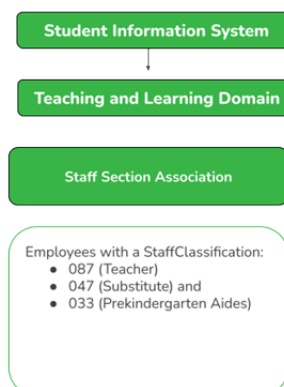 Student Information System
Teaching and Learning Domain
Staff Section Association
Employees with a StaffClassification:
● 087 (Teacher)
● 047 (Substitute) and
● 033 (Prekindergarten Aides)